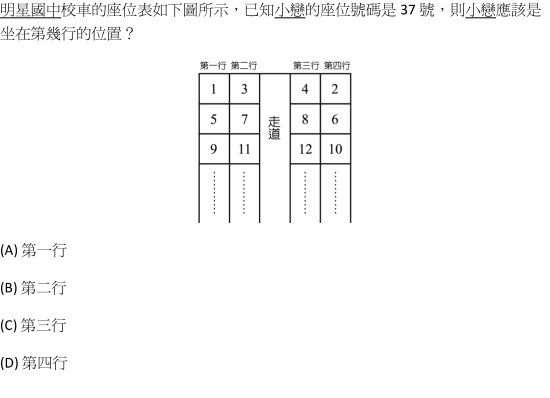 明星國中校車的座位表如下圖所示，已知小戀的座位號碼是 37 號，則小戀應該是
坐在第幾行的位置？
第一行 第二行 第三行 第四行
1 3 4 2
5 7 走道 8 6
9 11 12 10
(A) 第一行
(B) 第二行
(C) 第三行
(D) 第四行